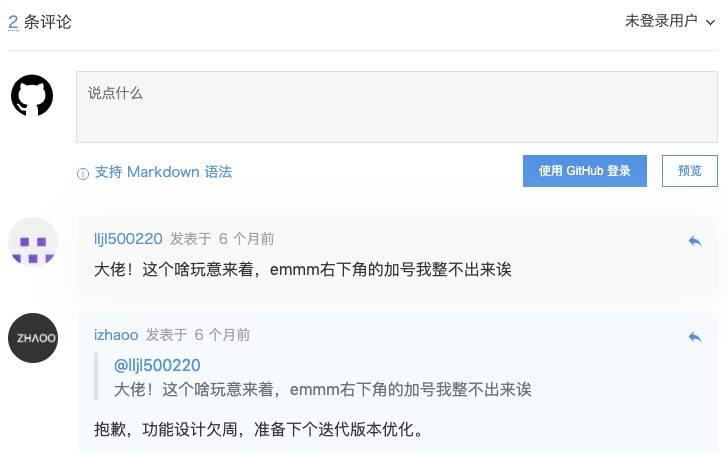 2 条评论
未登录用户
说点什么
支持 Markdown 语法
使用 GitHub 登录
预览
lljl500220 发表于 6 个月前
大佬！这个啥玩意来着，emmm右下角的加号我整不出来诶
ZHAOO
izhaoo 发表于 6 个月前
@lljl500220
大佬！这个啥玩意来着，emmm右下角的加号我整不出来诶
抱歉，功能设计欠周，准备下个迭代版本优化。